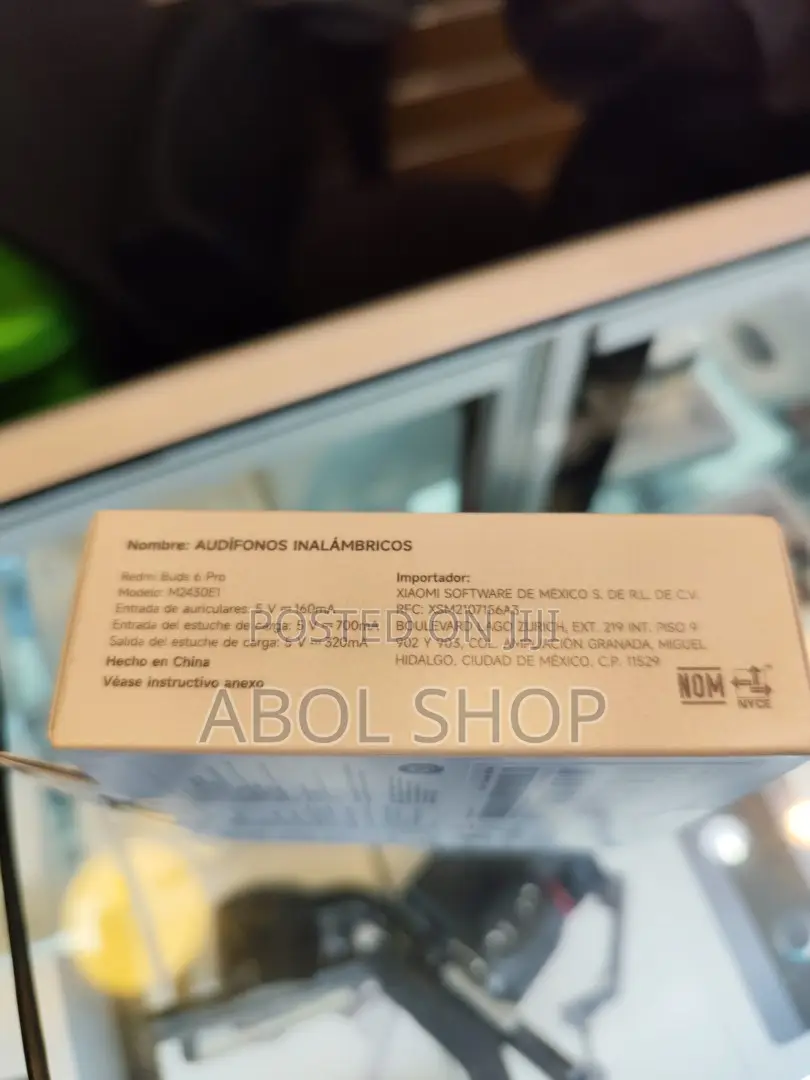 Nombre: AUDÍFONOS INALÁMBRICOS
Redmi Buds 6 Pro
Modelo: M2430E1
Entrada de auriculares: 5 V ⎓ 160mA
Entrada del estuche de carga: 5 V ⎓ 700mA
Salida del estuche de carga: 5 V ⎓ 320mA
Hecho en China
Véase instructivo anexo
Importador:
XIAOMI SOFTWARE DE MÉXICO S. DE R.L. DE C.V.
RFC: XSM2107156A3
BOULEVARD LAGO ZURICH, EXT. 219 INT. PISO 9
902 Y 903, COL. AMPLIACIÓN GRANADA, MIGUEL
HIDALGO, CIUDAD DE MÉXICO, C.P. 11529
NOM
NYCE
POSTED ON JIJI
ABOL SHOP